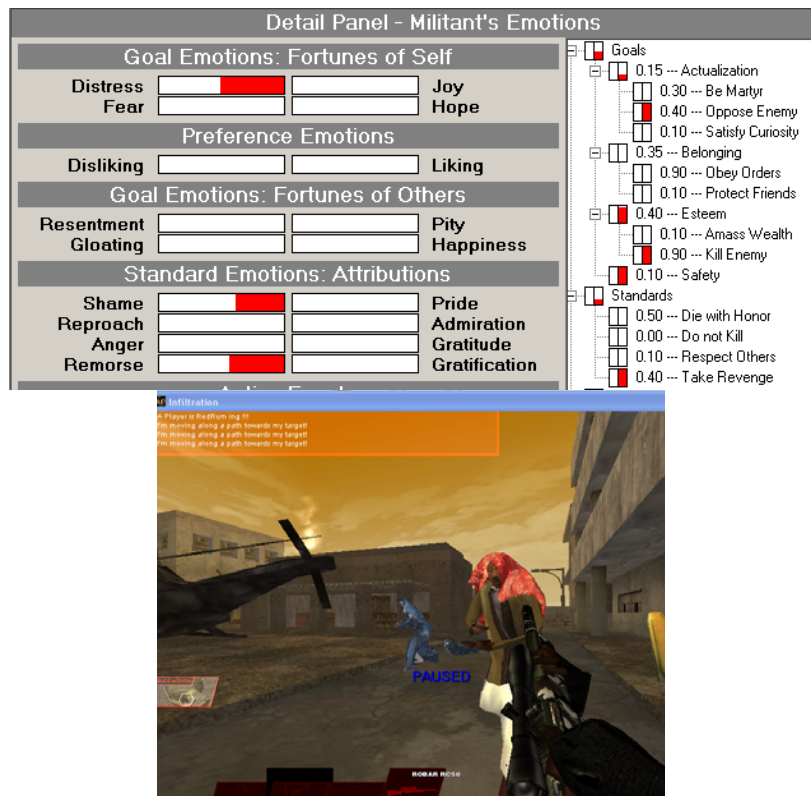 Detail Panel - Militant's Emotions
Goal Emotions: Fortunes of Self
Distress Joy
Fear Hope
Preference Emotions
Disliking Liking
Goal Emotions: Fortunes of Others
Resentment Pity
Gloating Happiness
Standard Emotions: Attributions
Shame Pride
Reproach Admiration
Anger Gratitude
Remorse Gratification
Goals
0.15 --- Actualization
0.30 --- Be Martyr
0.40 --- Oppose Enemy
0.10 --- Satisfy Curiosity
0.35 --- Belonging
0.90 --- Obey Orders
0.10 --- Protect Friends
0.40 --- Esteem
0.10 --- Amass Wealth
0.90 --- Kill Enemy
0.10 --- Safety
Standards
0.50 --- Die with Honor
0.00 --- Do not Kill
0.10 --- Respect Others
0.40 --- Take Revenge
Infiltration
A Player is RedRum ing !!!
I'm moving along a path towards my target!
I'm moving along a path towards my target!
I'm moving along a path towards my target!
PAUSED
ROBAR RC50